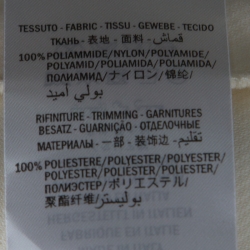 TESSUTO - FABRIC - TISSU - GEWEBE - TECIDO
ТКАНЬ - 表地 - 面料 - قماش
100% POLIAMMIDE/NYLON/POLYAMIDE/
POLYAMID/POLIAMIDA/POLIAMIDA/
ПОЛИАМИД/ナイロン/锦纶/
بولي أميد
RIFINITURE - TRIMMING - GARNITURES
BESATZ - GUARNIÇÃO - ОТДЕЛОЧНЫЕ
МАТЕРИАЛЫ - 一部 - 装饰边 - تقليم
100% POLIESTERE/POLYESTER/POLYESTER/
POLYESTER/POLYESTER/POLIESTER/
ПОЛИЭСТЕР/ポリエステル/
聚酯纤维/ بوليستر